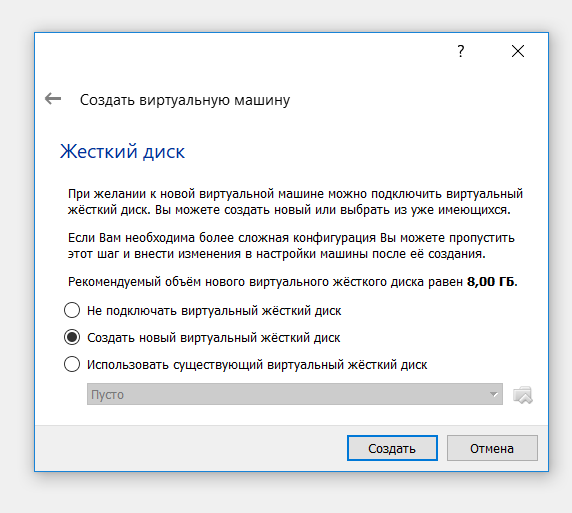 ?
Создать виртуальную машину
Жесткий диск
При желании к новой виртуальной машине можно подключить виртуальный
жёсткий диск. Вы можете создать новый или выбрать из уже имеющихся.
Если Вам необходима более сложная конфигурация Вы можете пропустить
этот шаг и внести изменения в настройки машины после её создания.
Рекомендуемый объём нового виртуального жёсткого диска равен 8,00 ГБ.
Не подключать виртуальный жёсткий диск
Создать новый виртуальный жёсткий диск
Использовать существующий виртуальный жёсткий диск
Пусто
Создать
Отмена